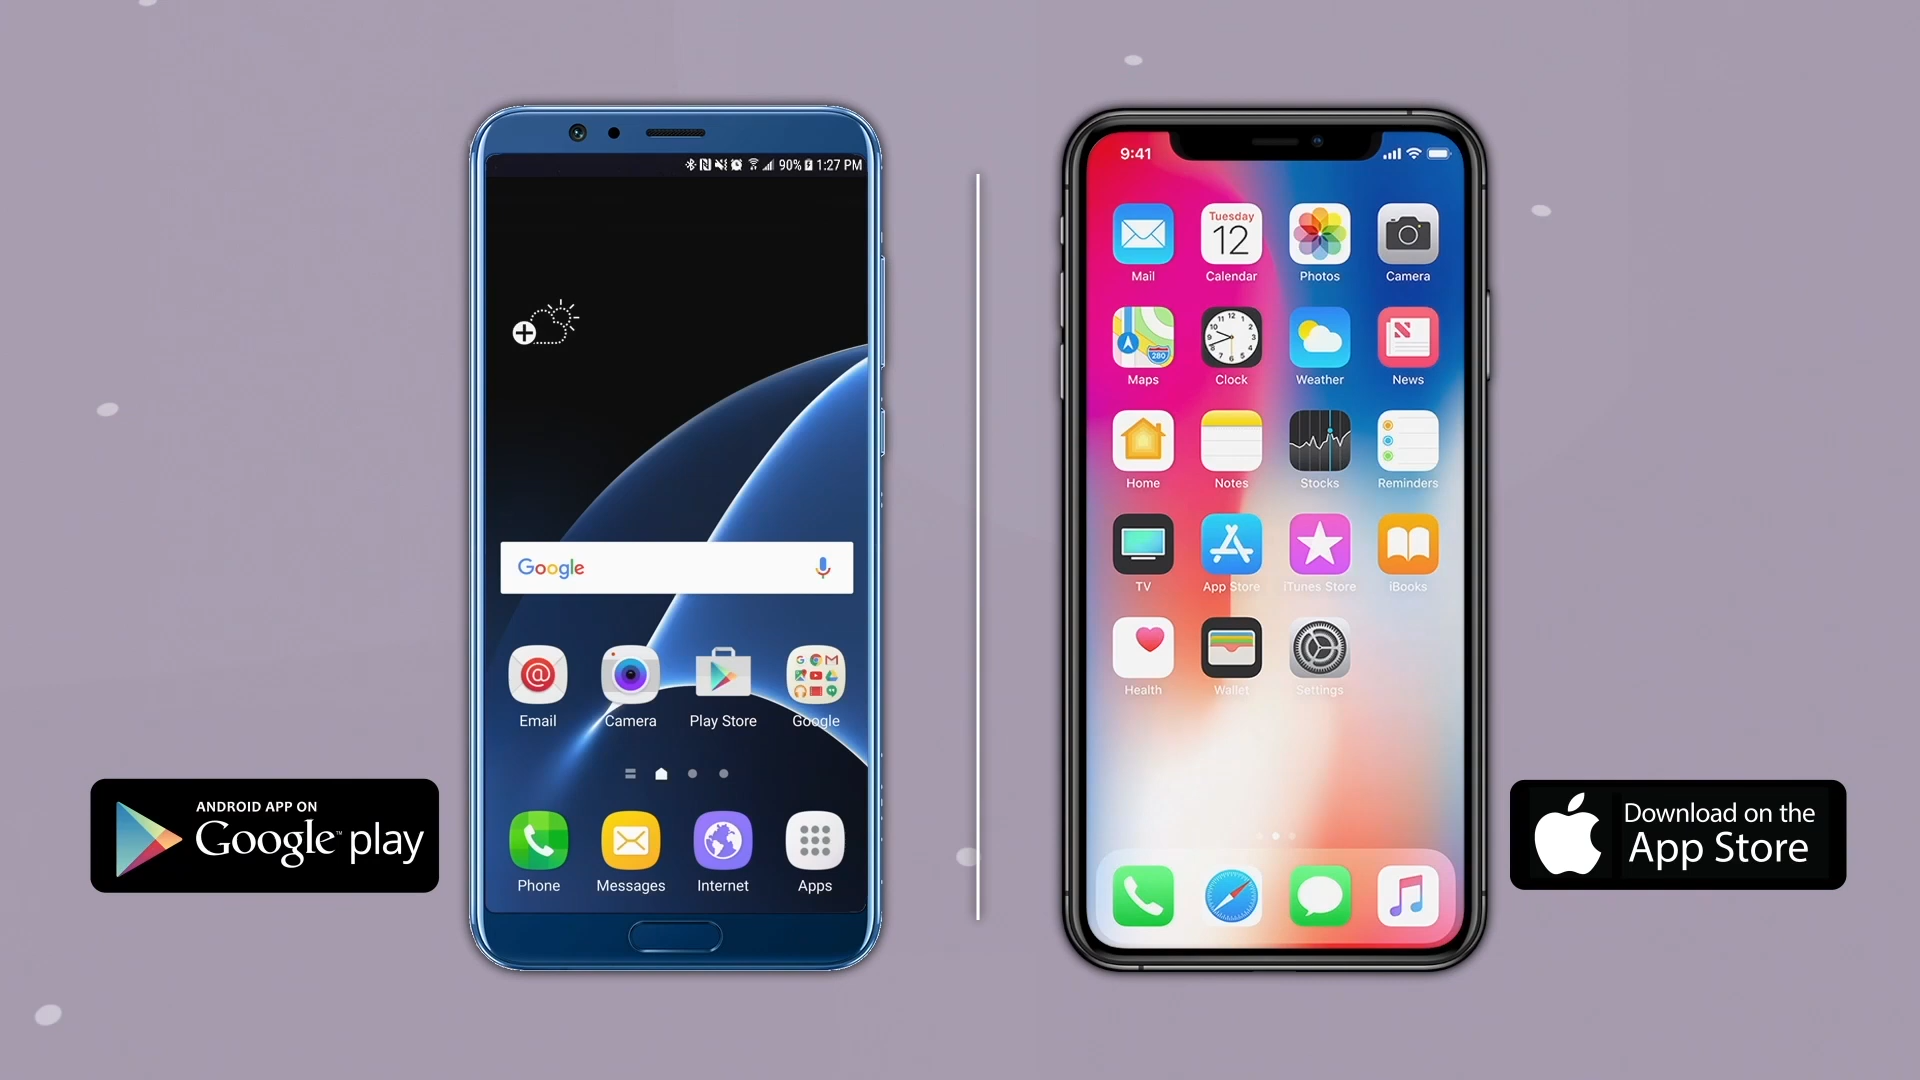 90% 1:27 PM
Google
Email Camera Play Store Google
Phone Messages Internet Apps
ANDROID APP ON
Google™ play
9:41
Tuesday
12
Mail Calendar Photos Camera
280
Maps Clock Weather News
Home Notes Stocks Reminders
TV App Store iTunes Store iBooks
Health Wallet Settings
Download on the
App Store